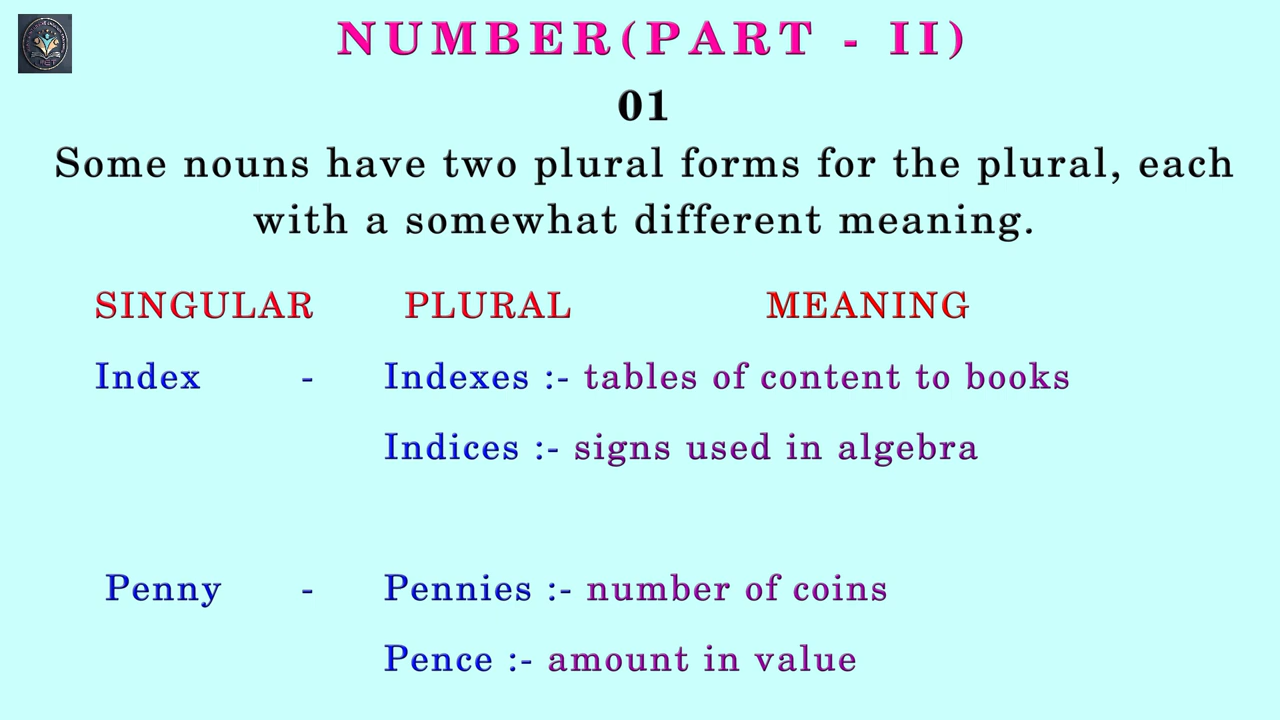 NUMBER(PART - II)
01
Some nouns have two plural forms for the plural, each
with a somewhat different meaning.
SINGULAR PLURAL MEANING
Index - Indexes :- tables of content to books
Indices :- signs used in algebra
Penny - Pennies :- number of coins
Pence :- amount in value